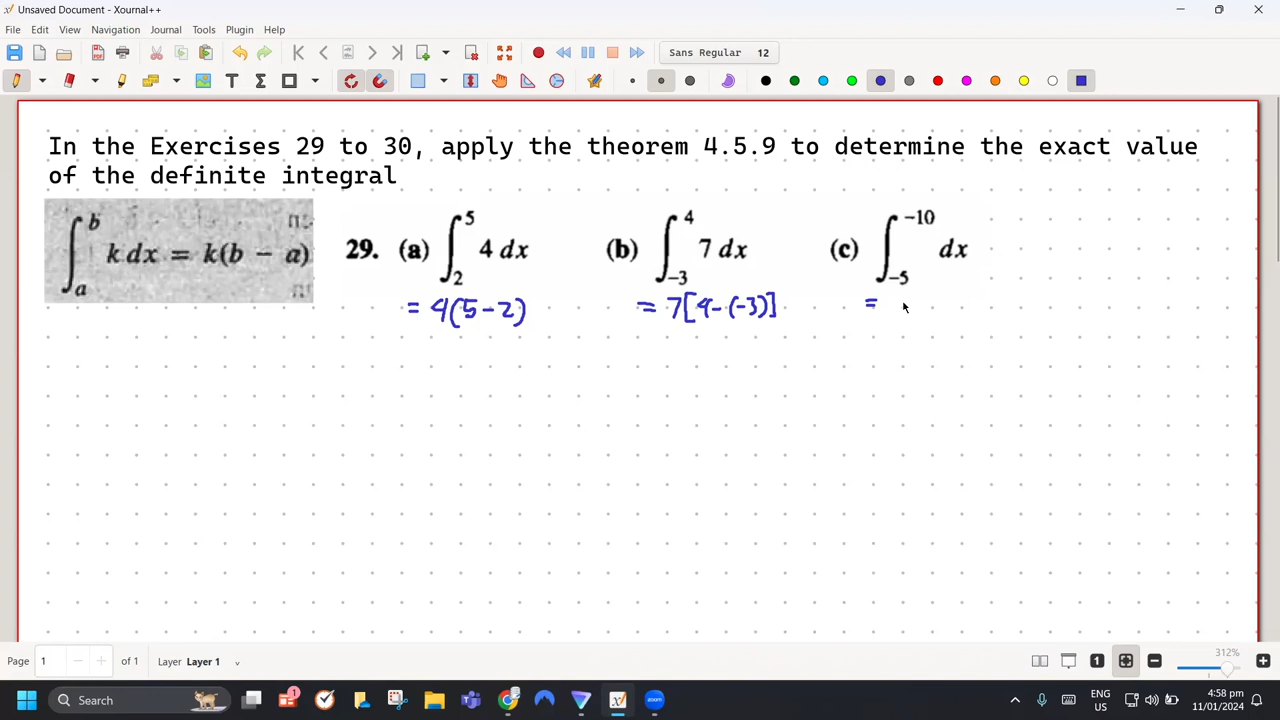 Unsaved Document - Xournal++
File Edit View Navigation Journal Tools Plugin Help
Sans Regular 12
In the Exercises 29 to 30, apply the theorem 4.5.9 to determine the exact value
of the definite integral
∫_a^b k dx = k(b − a)
29. (a) ∫_2^5 4 dx (b) ∫_{-3}^4 7 dx (c) ∫_{-5}^{-10} dx
= 4(5-2) = 7[4-(-3)] =
Page 1 of 1 Layer Layer 1 1 312%
Search 1 ENG US 4:58 pm 11/01/2024